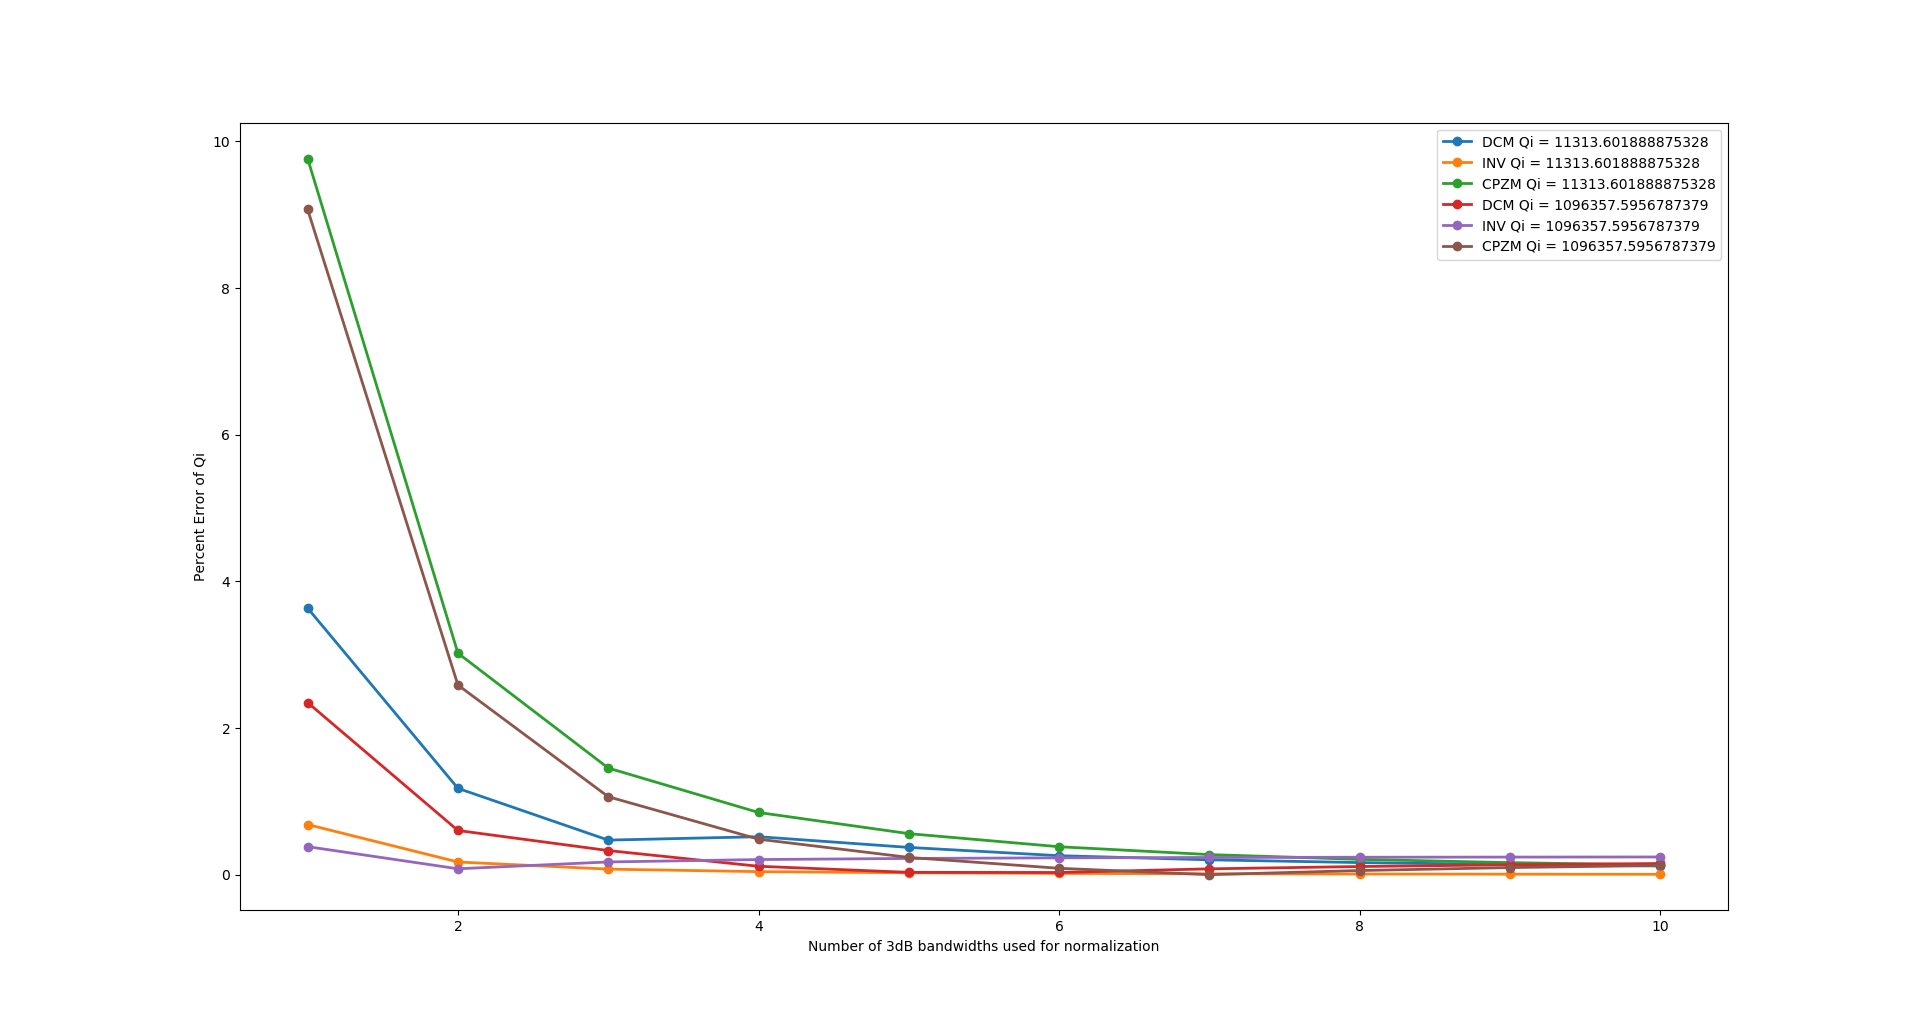 10
8
6
4
2
0
Percent Error of Qi
2
4
6
8
10
Number of 3dB bandwidths used for normalization
DCM Qi = 11313.601888875328
INV Qi = 11313.601888875328
CPZM Qi = 11313.601888875328
DCM Qi = 1096357.5956787379
INV Qi = 1096357.5956787379
CPZM Qi = 1096357.5956787379